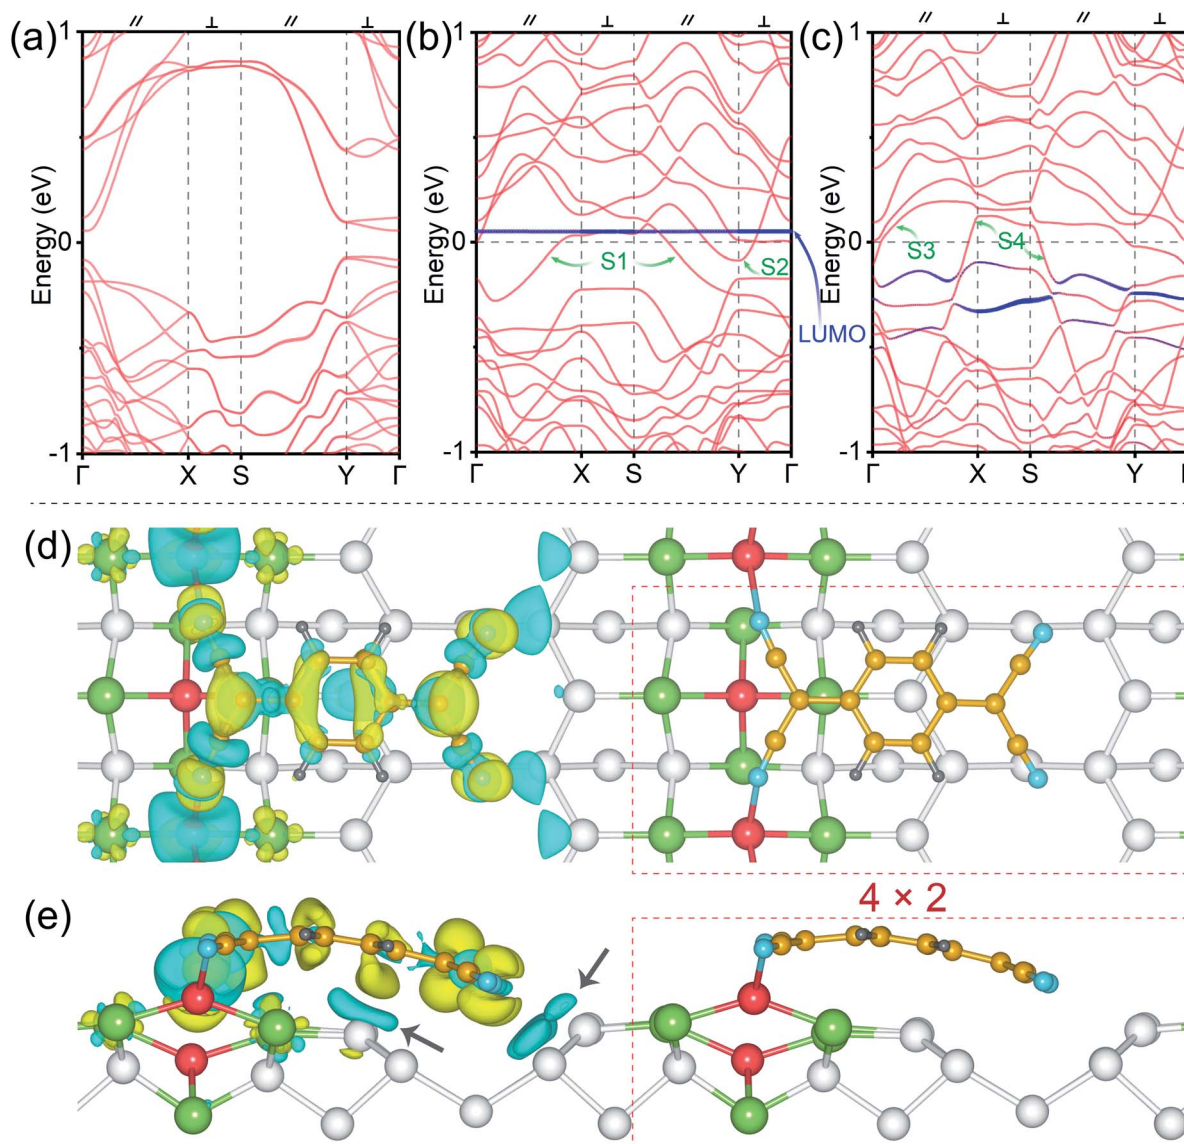 // ⊥ // ⊥
// ⊥ // ⊥
// ⊥ // ⊥
(a)
1
Energy (eV)
0
-1
Γ X S Y Γ
(b)
1
Energy (eV)
0
-1
S1
S2
LUMO
Γ X S Y Γ
(c)
1
Energy (eV)
0
-1
S3
S4
Γ X S Y
(d)
4 × 2
(e)